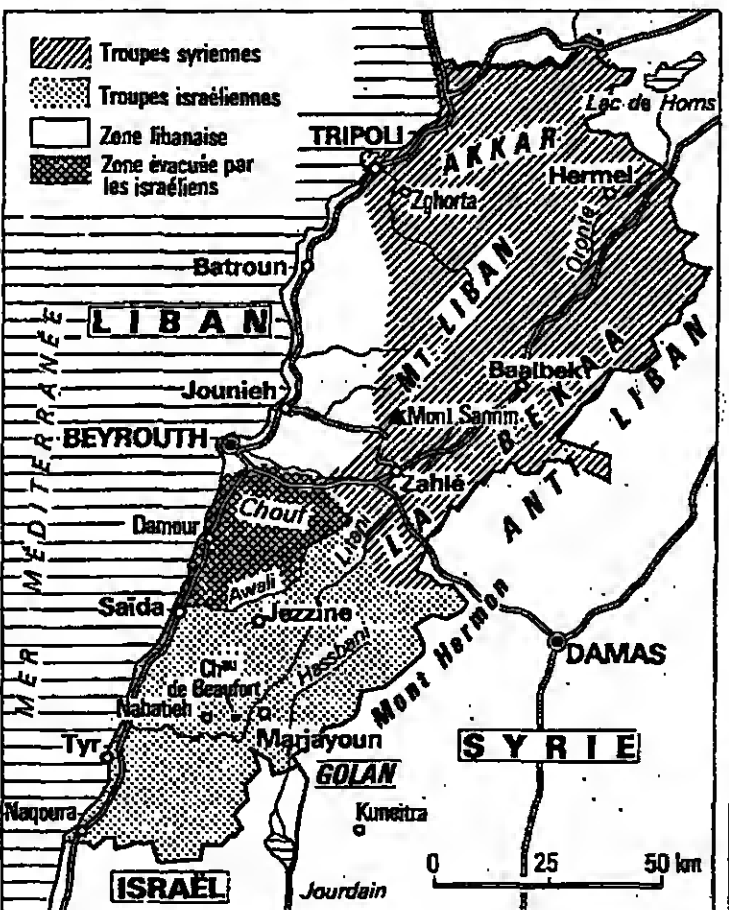 Troupes syriennes
Troupes israéliennes
Zone libanaise
Zone évacuée par
les israéliens
Lac de Homs
TRIPOLI
AKKAR
Hermel
Zghorta
Oronte
Batroun
LIBAN
MT LIBAN
MER MÉDITERRANÉE
Baalbek
Jounieh
Mont Sannin
LA BEKAA
ANTI-LIBAN
BEYROUTH
Zahlé
Chouf
Damour
Litani
Awali
Saïda
Jezzine
Mont Hermon
DAMAS
Hassbani
Chau
de Beaufort
Nabatieh
Marjayoun
SYRIE
Tyr
GOLAN
Kuneitra
Naqoura
0 25 50 km
ISRAËL
Jourdain